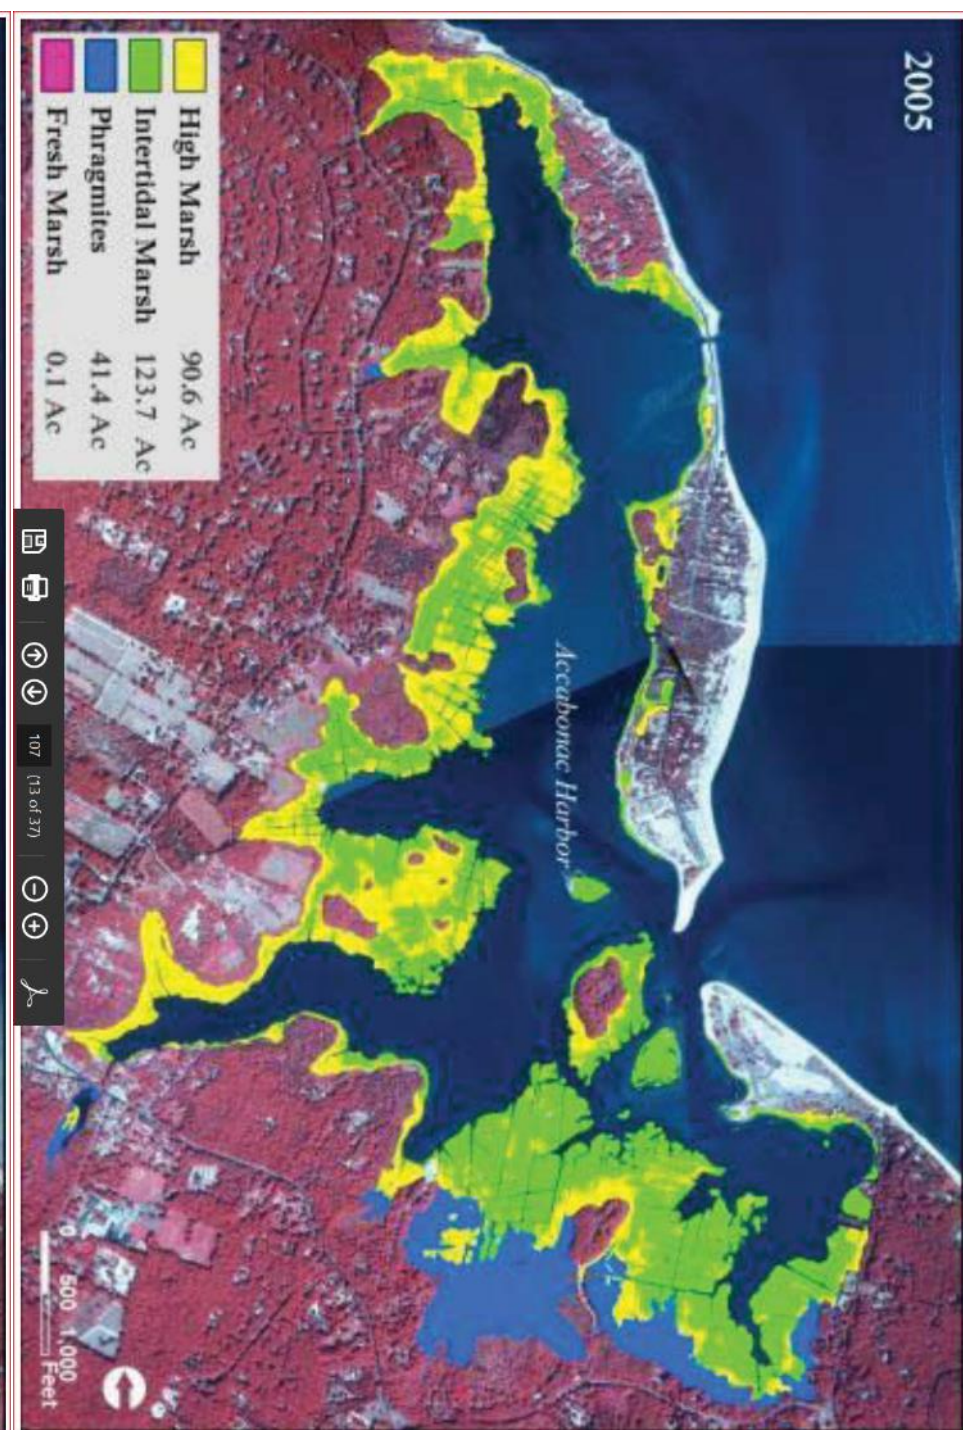 2005
Accabonac Harbor
High Marsh 90.6 Ac
Intertidal Marsh 123.7 Ac
Phragmites 41.4 Ac
Fresh Marsh 0.1 Ac
0 500 1,000
Feet
107 (13 of 37)